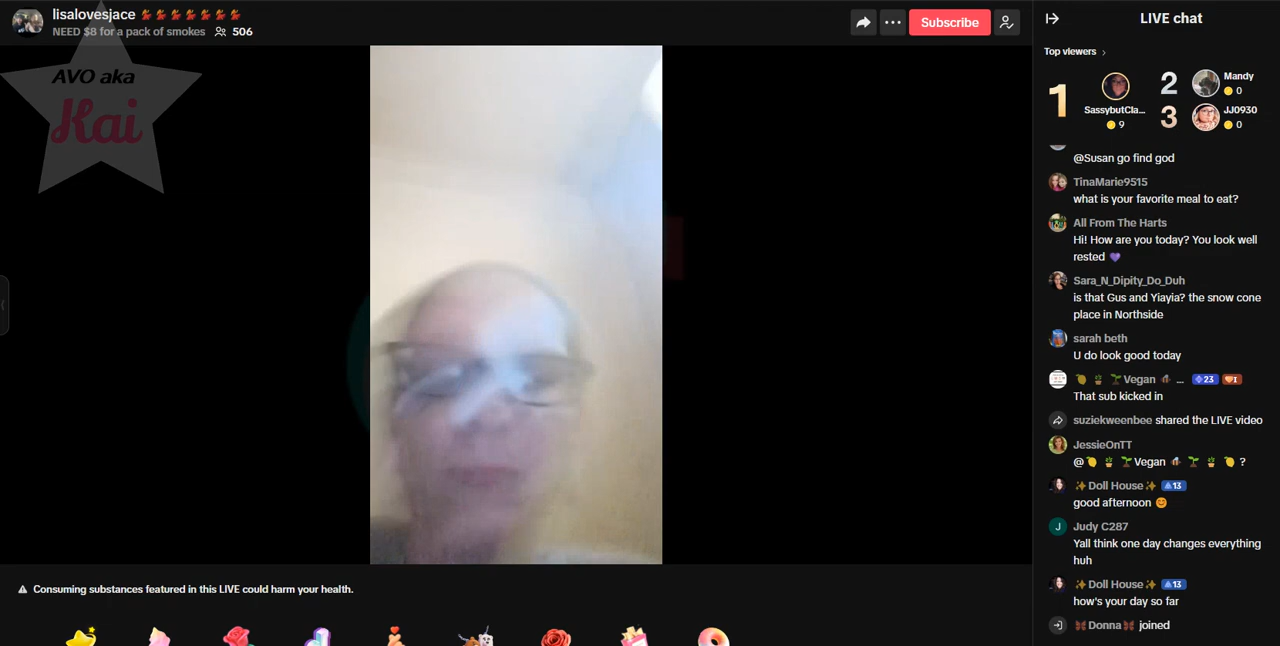 lisalovesjace
NEED $8 for a pack of smokes 506
Subscribe
AVO aka
Kai
LIVE chat
Top viewers
1
SassybutCla...
9
2
Mandy
0
3
JJ0930
0
@Susan go find god
TinaMarie9515
what is your favorite meal to eat?
All From The Harts
Hi! How are you today? You look well
rested 💜
Sara_N_Dipity_Do_Duh
is that Gus and Yiayia? the snow cone
place in Northside
sarah beth
U do look good today
🍋 🪴 🌱Vegan 🐝 ... 23 I
That sub kicked in
suziekweenbee shared the LIVE video
JessieOnTT
@🍋 🪴 🌱Vegan 🐝 🌱 🪴 🍋 ?
✨Doll House✨ 13
good afternoon 😊
J
Judy C287
Yall think one day changes everything
huh
✨Doll House✨ 13
how's your day so far
🦋Donna🦋 joined
Consuming substances featured in this LIVE could harm your health.